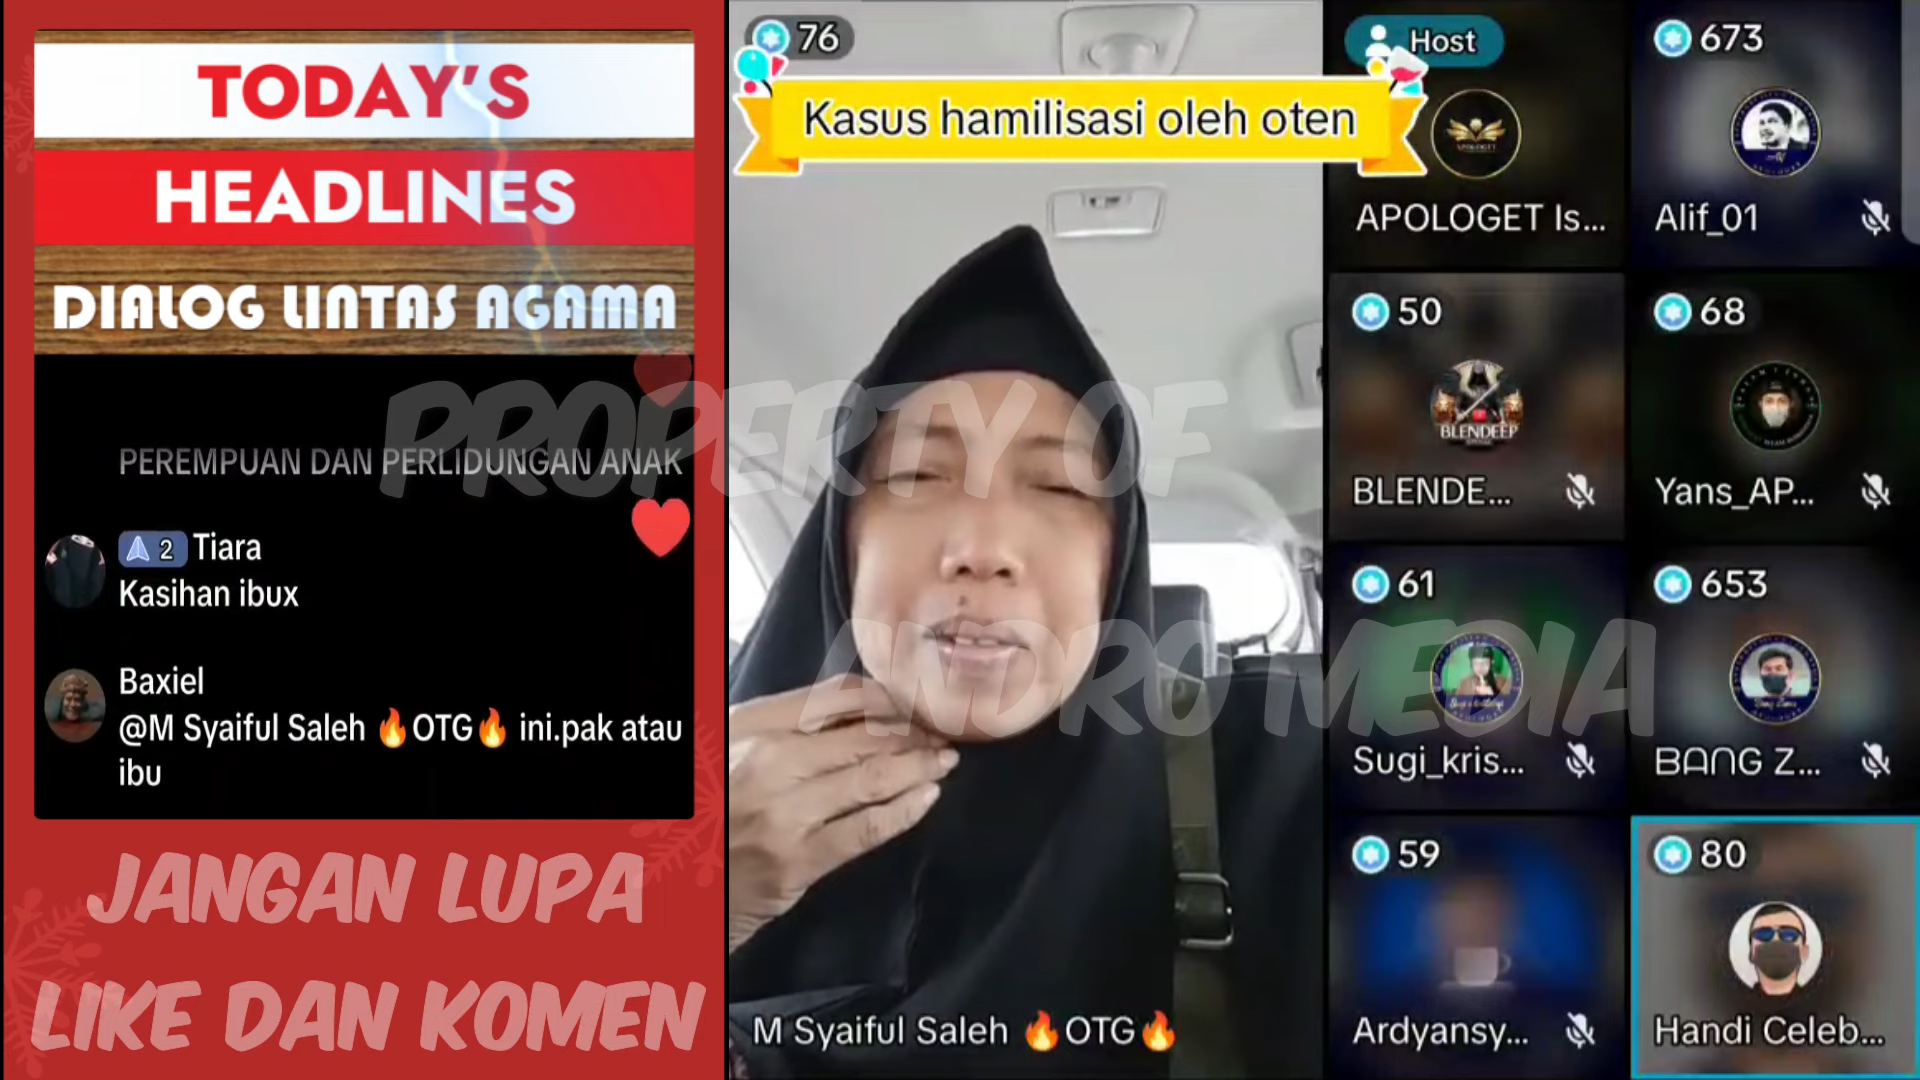 TODAY'S
HEADLINES
DIALOG LINTAS AGAMA
PEREMPUAN DAN PERLIDUNGAN ANAK
2 Tiara
Kasihan ibux
Baxiel
@M Syaiful Saleh 🔥OTG🔥 ini.pak atau
ibu
JANGAN LUPA
LIKE DAN KOMEN
PROPERTY OF
ANDRO MEDIA
76
Kasus hamilisasi oleh oten
M Syaiful Saleh 🔥OTG🔥
Host
APOLOGET Is...
673
Alif_01
50
BLENDEEP
BLENDE...
68
Yans_AP...
61
Sugi_kris...
653
BANG Z...
59
Ardyansy...
80
Handi Celeb...